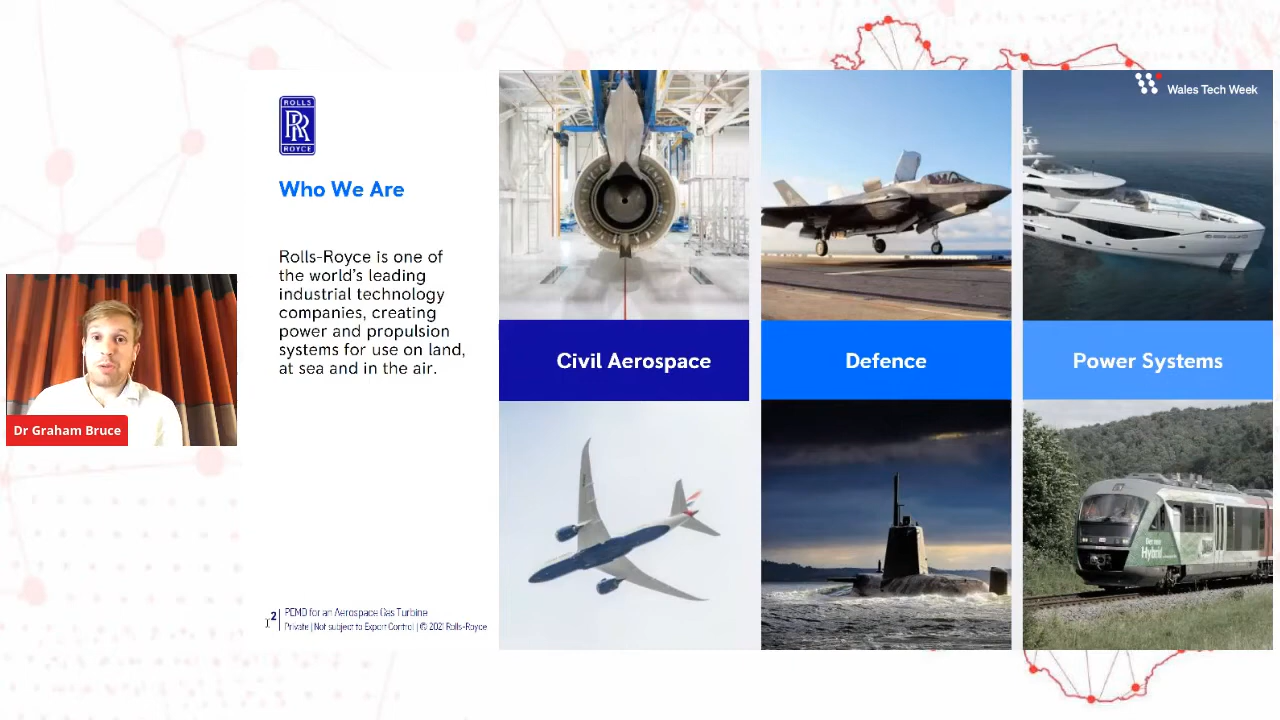 ROLLS
RR
ROYCE
Wales Tech Week
Who We Are
Rolls-Royce is one of
the world's leading
industrial technology
companies, creating
power and propulsion
systems for use on land,
at sea and in the air.
Civil Aerospace
Defence
Power Systems
Dr Graham Bruce
Hybrid
2
PEMD for an Aerospace Gas Turbine
Private | Not subject to Export Control | © 2021 Rolls-Royce